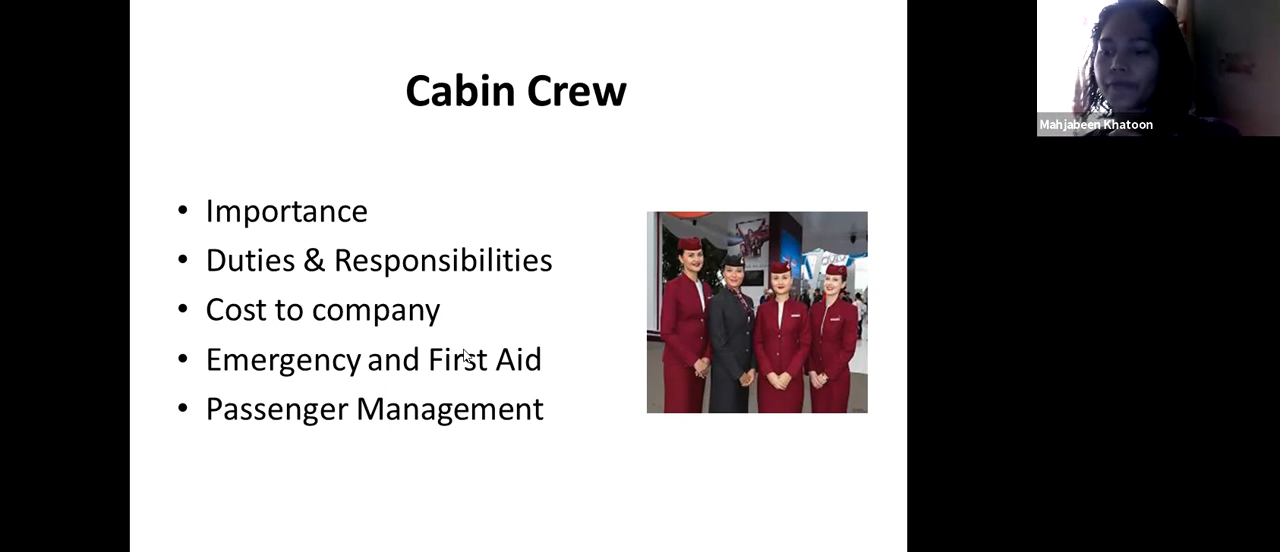 Cabin Crew
• Importance
• Duties & Responsibilities
• Cost to company
• Emergency and First Aid
• Passenger Management
Mahjabeen Khatoon